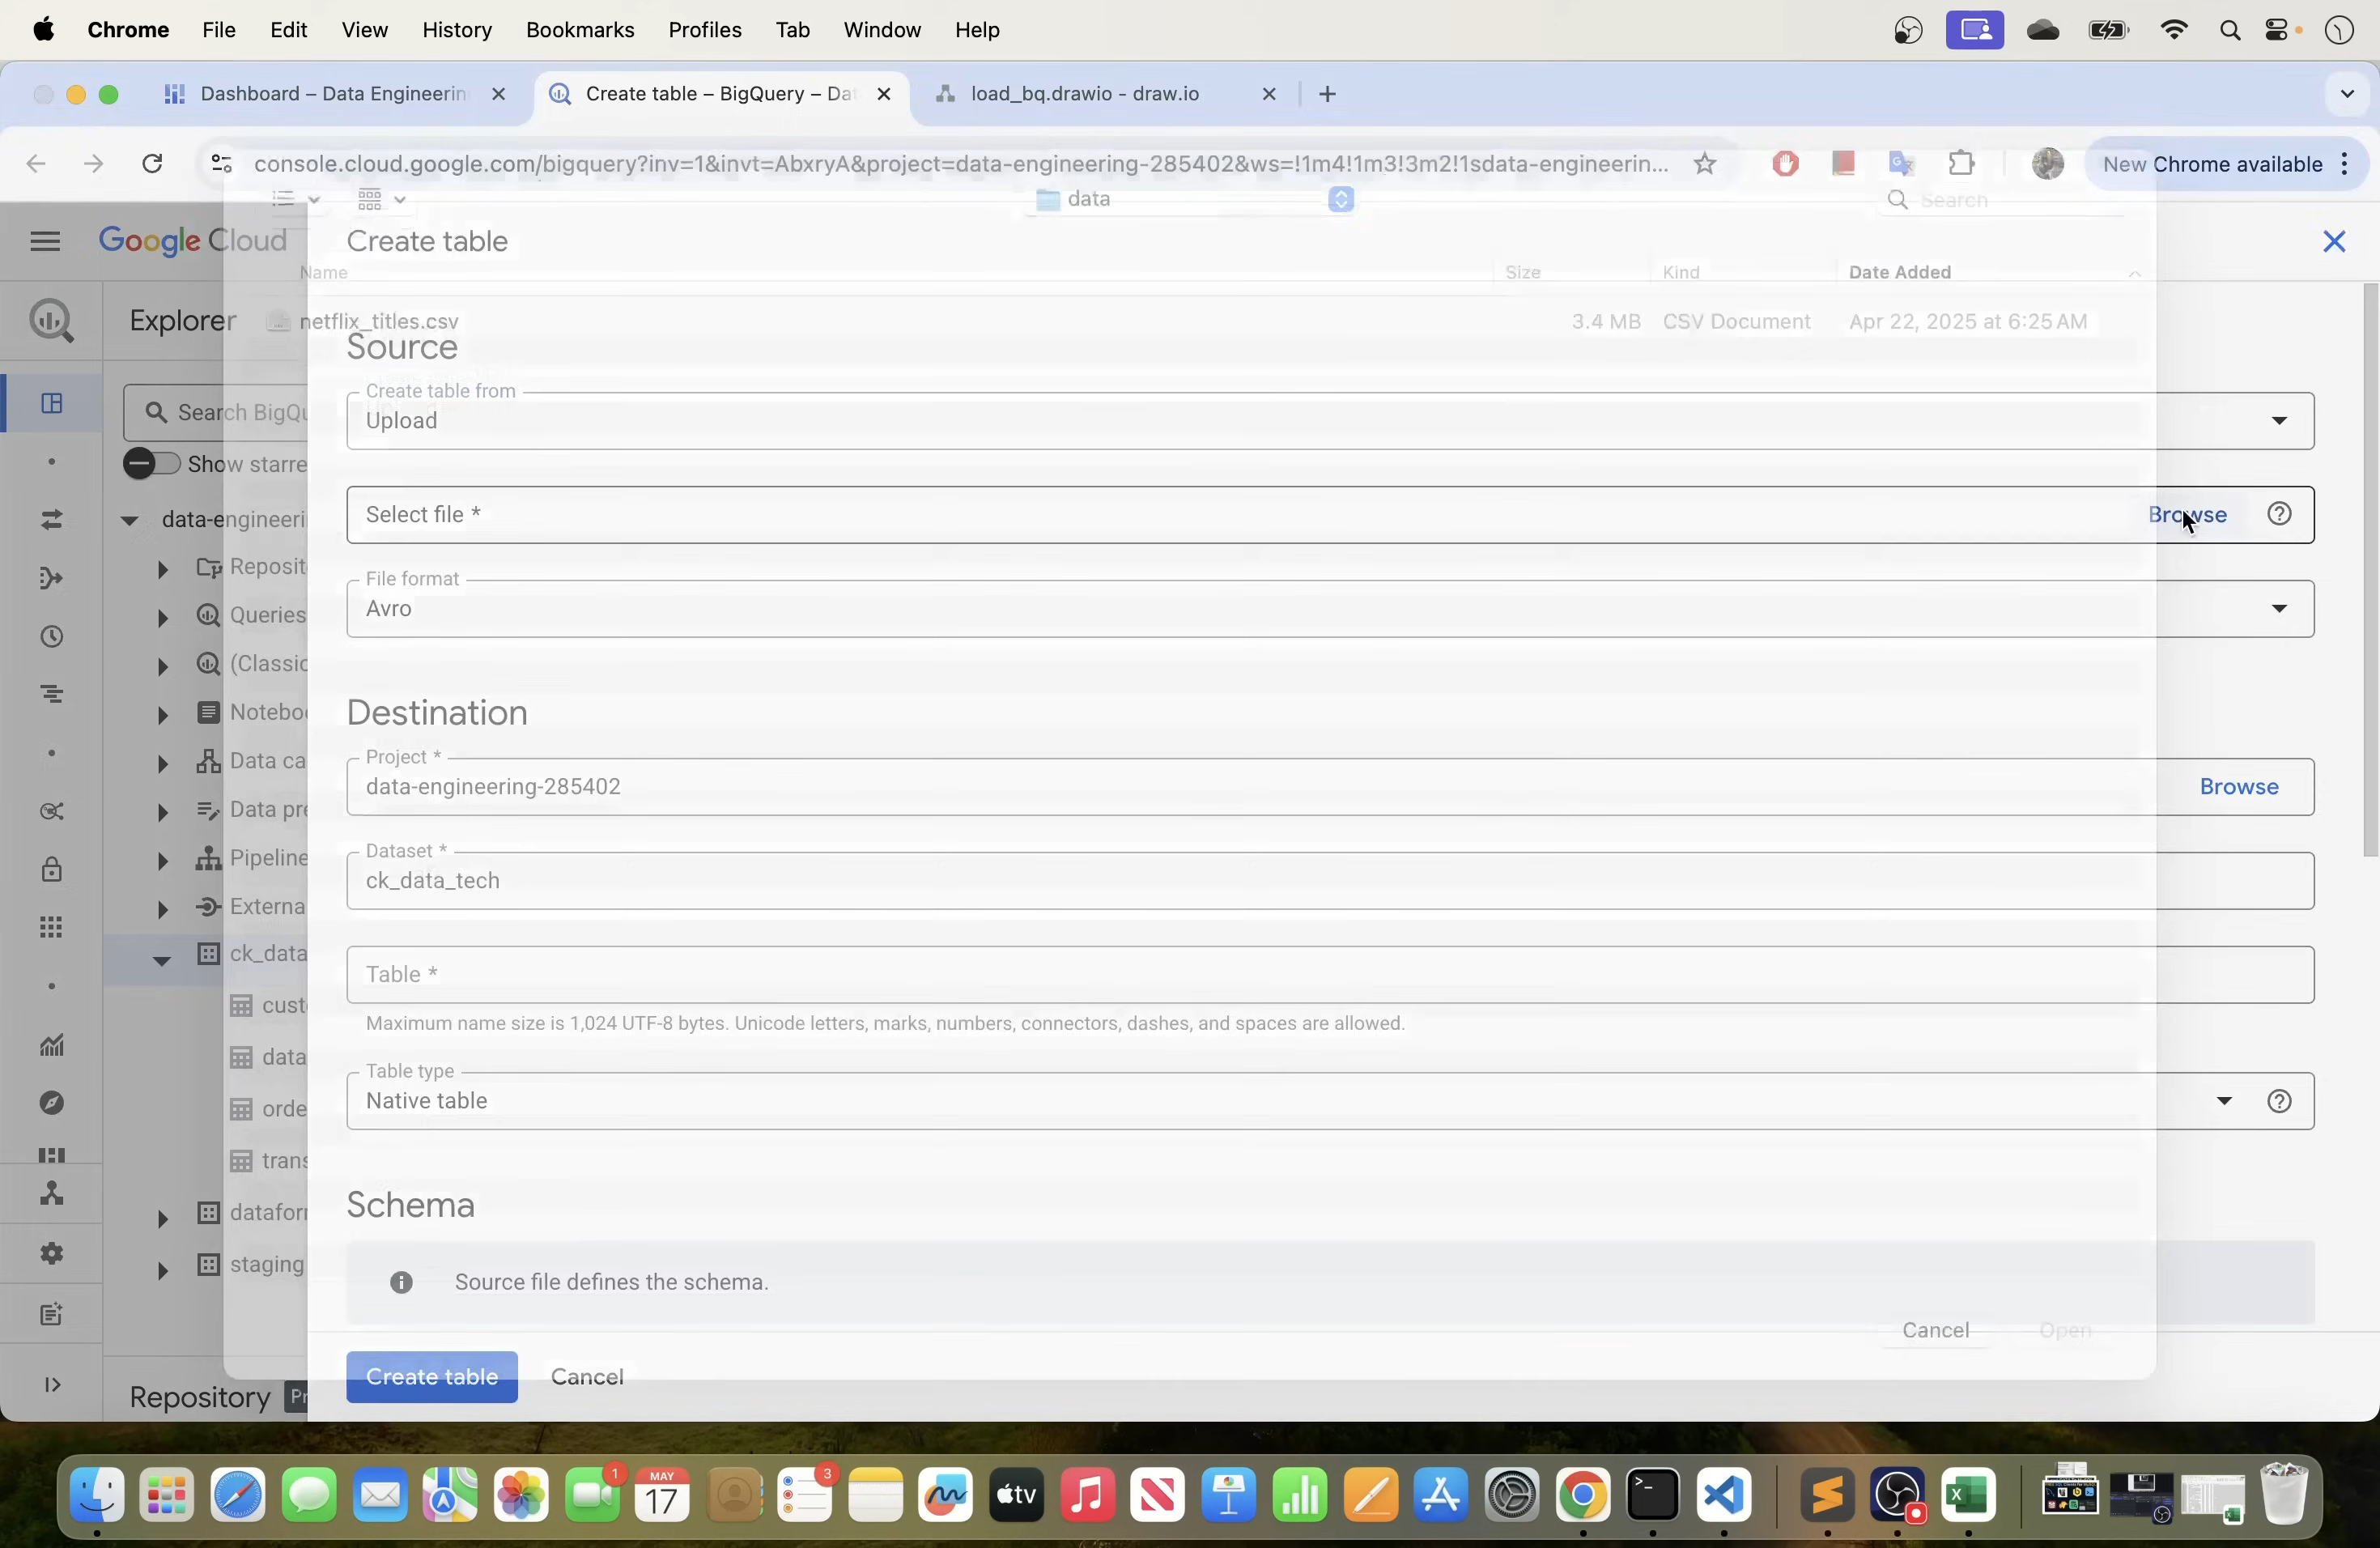 Chrome File Edit View History Bookmarks Profiles Tab Window Help
Dashboard – Data Engineerin
Create table – BigQuery – Dat
load_bq.drawio - draw.io
console.cloud.google.com/bigquery?inv=1&invt=AbxryA&project=data-engineering-285402&ws=!1m4!1m3!3m2!1sdata-engineerin...
New Chrome available
data
Search
Google Cloud
Create table
Name Size Kind Date Added
Explorer
netflix_titles.csv 3.4 MB CSV Document Apr 22, 2025 at 6:25 AM
Source
Create table from
Upload
Search BigQu
Show starre
Select file *
Browse
data-engineeri
File format
Avro
Reposit
Queries
(Classic
Notebo
Data ca
Data pre
Pipeline
Externa
ck_data
custo
data
orde
trans
dataform
staging
Destination
Project *
data-engineering-285402
Browse
Dataset *
ck_data_tech
Table *
Maximum name size is 1,024 UTF-8 bytes. Unicode letters, marks, numbers, connectors, dashes, and spaces are allowed.
Table type
Native table
Schema
Source file defines the schema.
Cancel Open
Create table Cancel
Repository Pr
1
MAY
17
3
tv